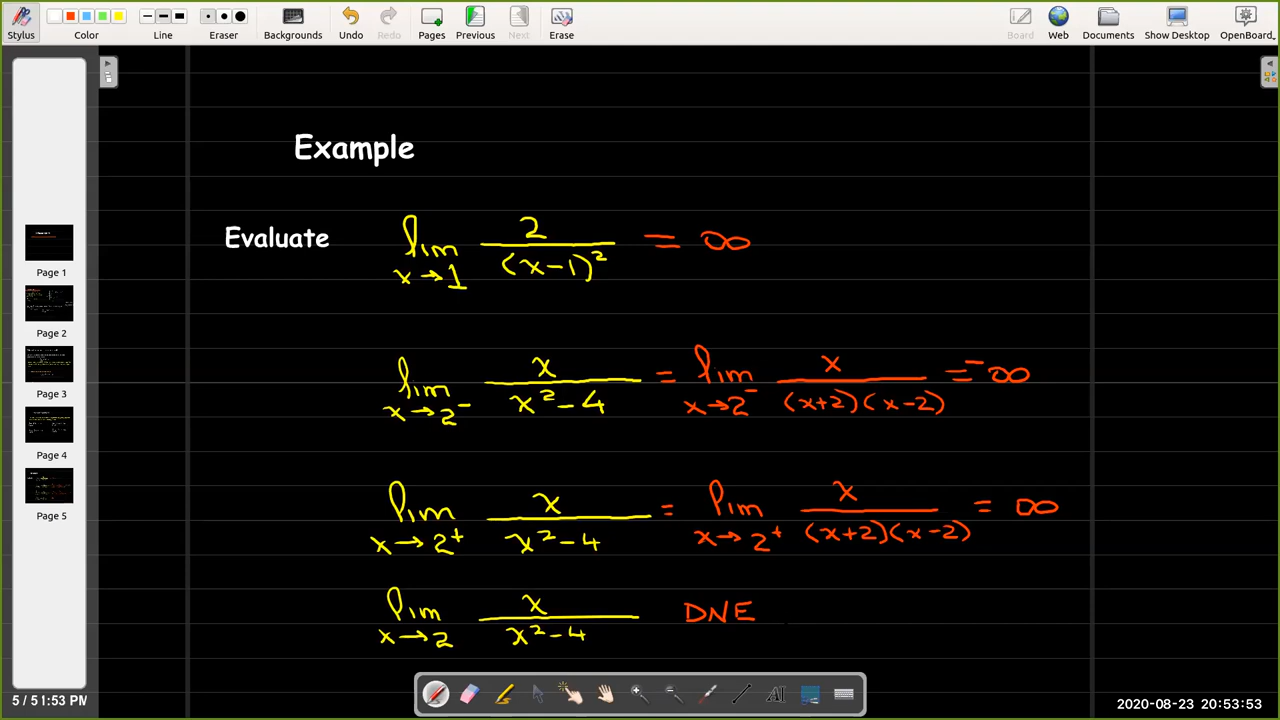 Stylus Color Line Eraser Backgrounds Undo Redo Pages Previous Next Erase Board Web Documents Show Desktop OpenBoard
Example
Evaluate lim x→1 2/(x-1)² = ∞
lim x→2⁻ x/(x²-4) = lim x→2⁻ x/((x+2)(x-2)) = -∞
lim x→2⁺ x/(x²-4) = lim x→2⁺ x/((x+2)(x-2)) = ∞
lim x→2 x/(x²-4) DNE
Page 1
Page 2
Page 3
Page 4
Page 5
5 / 5 1:53 PM
AI
2020-08-23 20:53:53